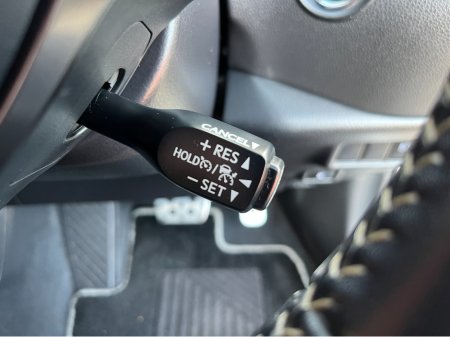 CANCEL▼
+ RES▲
HOLD /
− SET▼